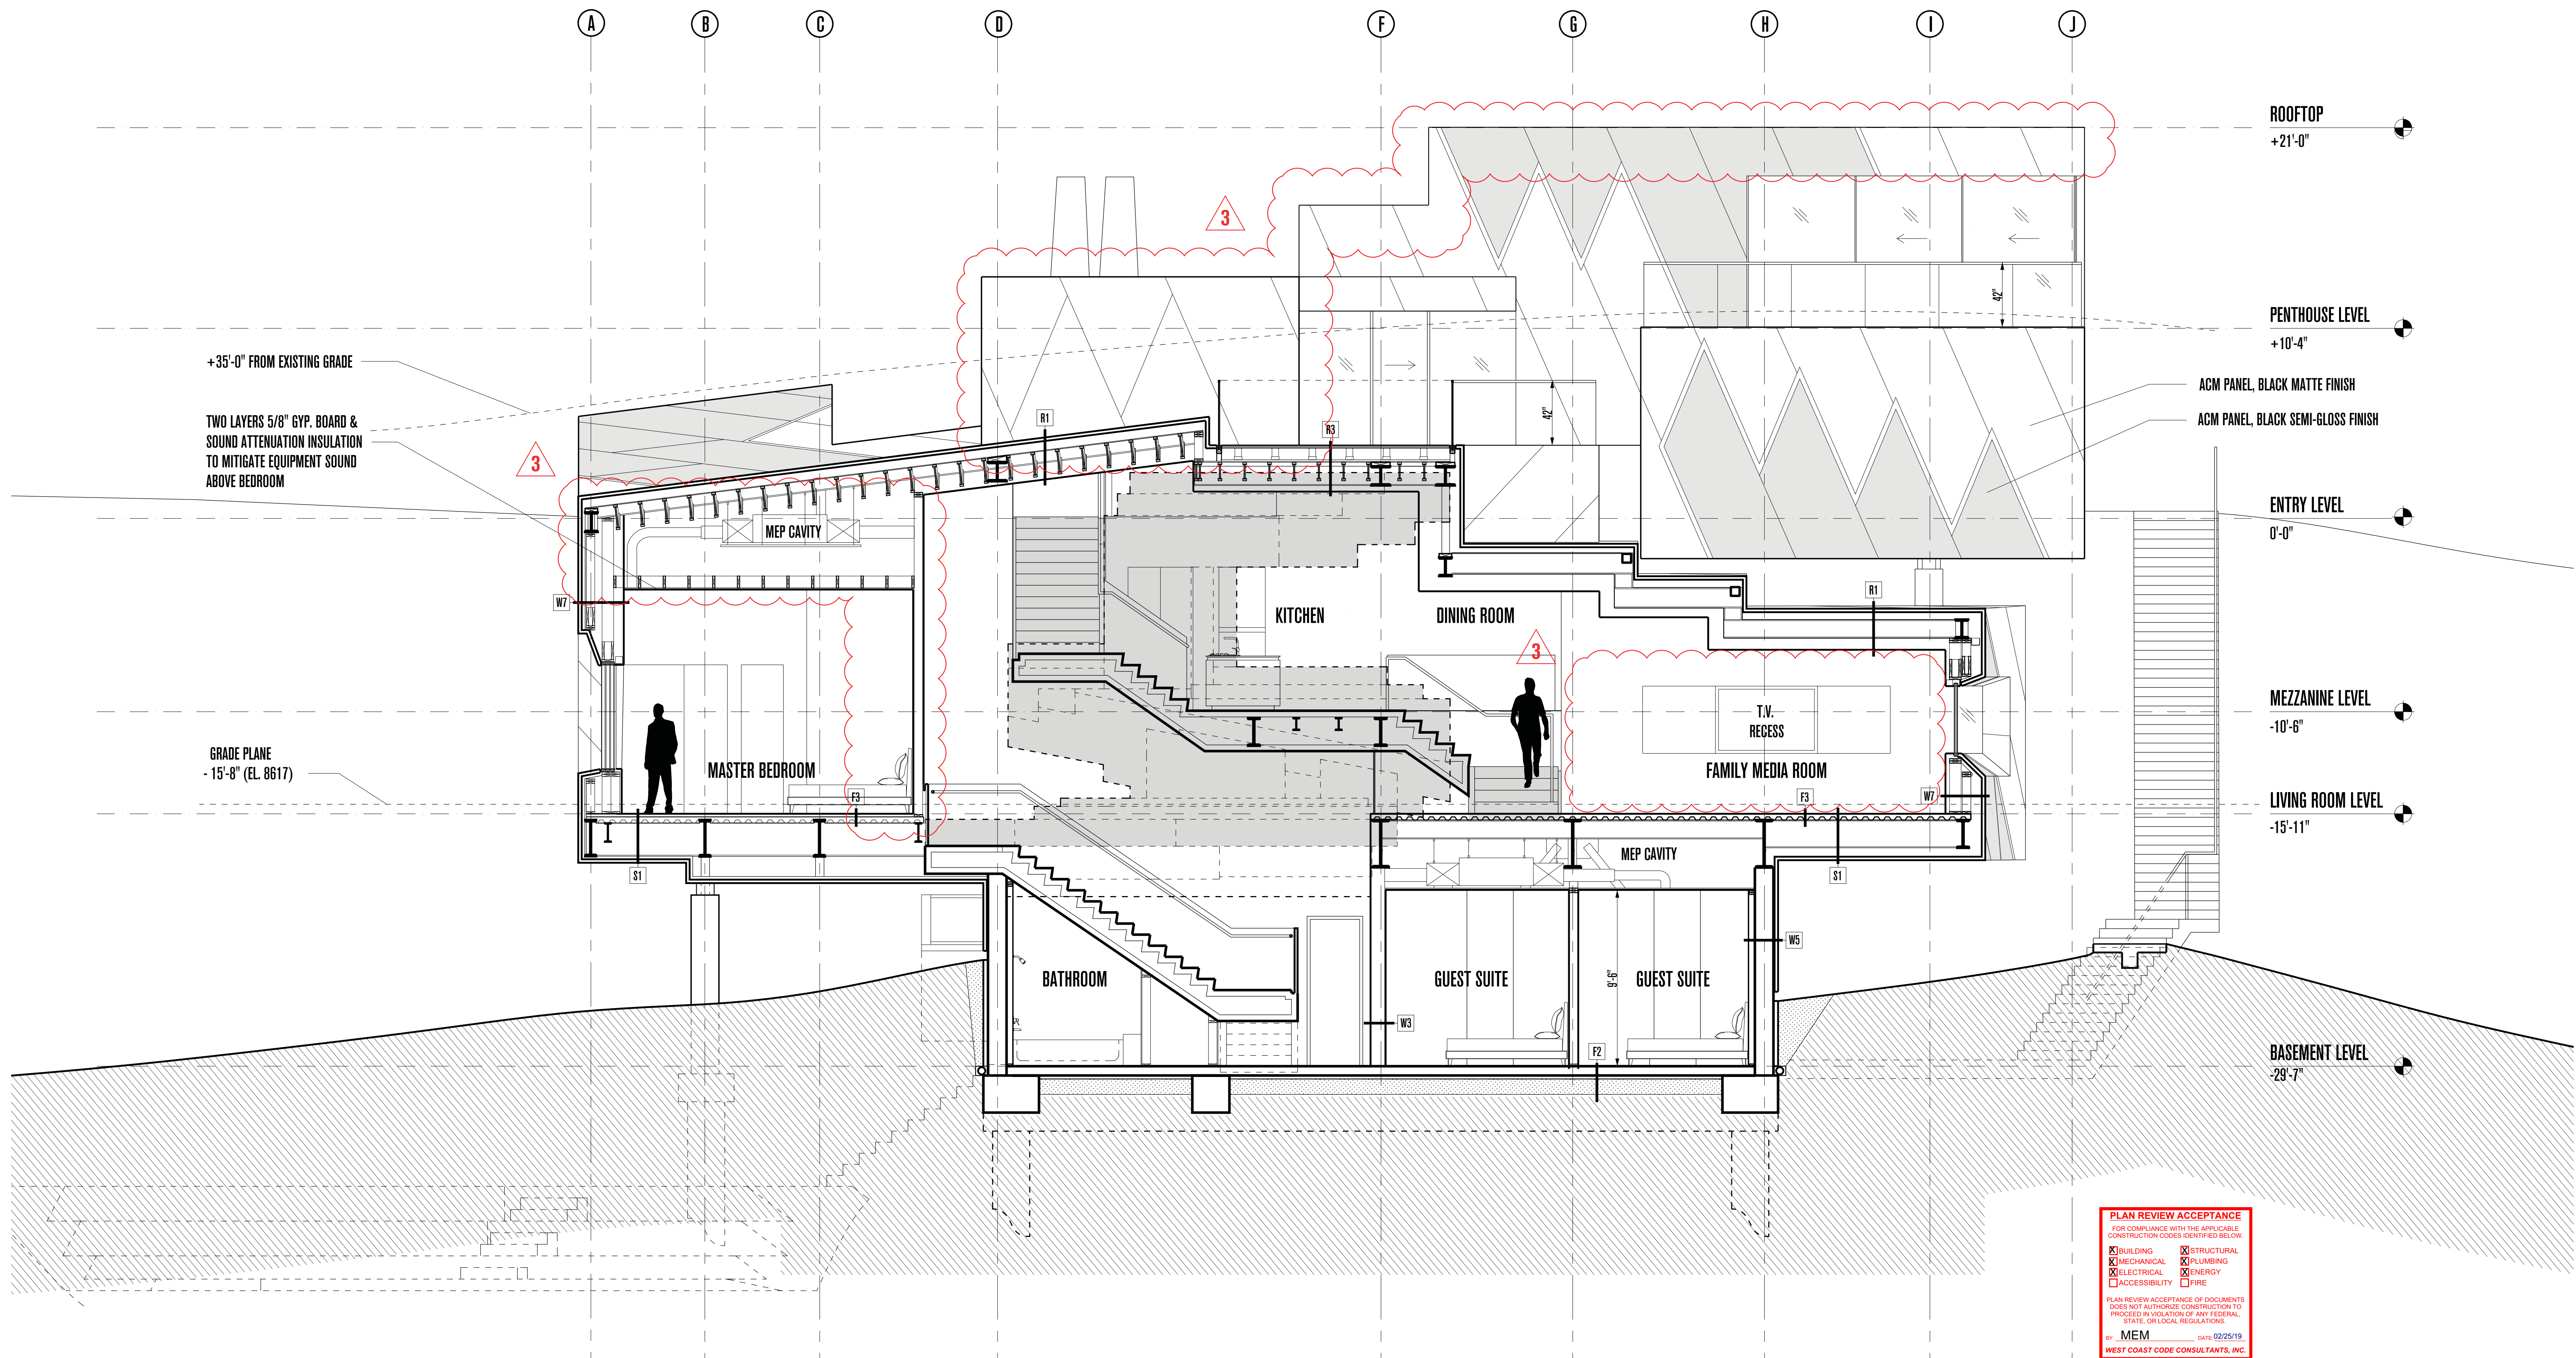 A B C D F G H I J
ROOFTOP
+21'-0"
3
PENTHOUSE LEVEL
+10'-4"
42"
+35'-0" FROM EXISTING GRADE
ACM PANEL, BLACK MATTE FINISH
ACM PANEL, BLACK SEMI-GLOSS FINISH
42"
R1
R3
TWO LAYERS 5/8" GYP. BOARD &
SOUND ATTENUATION INSULATION
TO MITIGATE EQUIPMENT SOUND
ABOVE BEDROOM
3
ENTRY LEVEL
0'-0"
MEP CAVITY
W7
R1
KITCHEN
DINING ROOM
3
MEZZANINE LEVEL
-10'-6"
T.V.
RECESS
GRADE PLANE
- 15'-8" (EL. 8617)
MASTER BEDROOM
FAMILY MEDIA ROOM
F3
F3
W7
LIVING ROOM LEVEL
-15'-11"
MEP CAVITY
S1
S1
W5
BATHROOM
GUEST SUITE
9'-6"
GUEST SUITE
W3
F2
BASEMENT LEVEL
-29'-7"
PLAN REVIEW ACCEPTANCE
FOR COMPLIANCE WITH THE APPLICABLE
CONSTRUCTION CODES IDENTIFIED BELOW.
X BUILDING X STRUCTURAL
X MECHANICAL X PLUMBING
X ELECTRICAL X ENERGY
ACCESSIBILITY FIRE
PLAN REVIEW ACCEPTANCE OF DOCUMENTS
DOES NOT AUTHORIZE CONSTRUCTION TO
PROCEED IN VIOLATION OF ANY FEDERAL,
STATE, OR LOCAL REGULATIONS.
BY: MEM DATE: 02/25/19
WEST COAST CODE CONSULTANTS, INC.